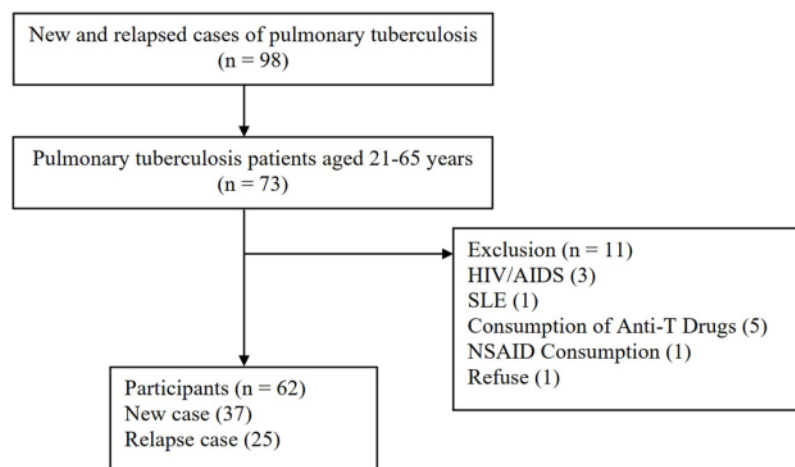 New and relapsed cases of pulmonary tuberculosis
(n = 98)
Pulmonary tuberculosis patients aged 21-65 years
(n = 73)
Exclusion (n = 11)
HIV/AIDS (3)
SLE (1)
Consumption of Anti-T Drugs (5)
NSAID Consumption (1)
Refuse (1)
Participants (n = 62)
New case (37)
Relapse case (25)